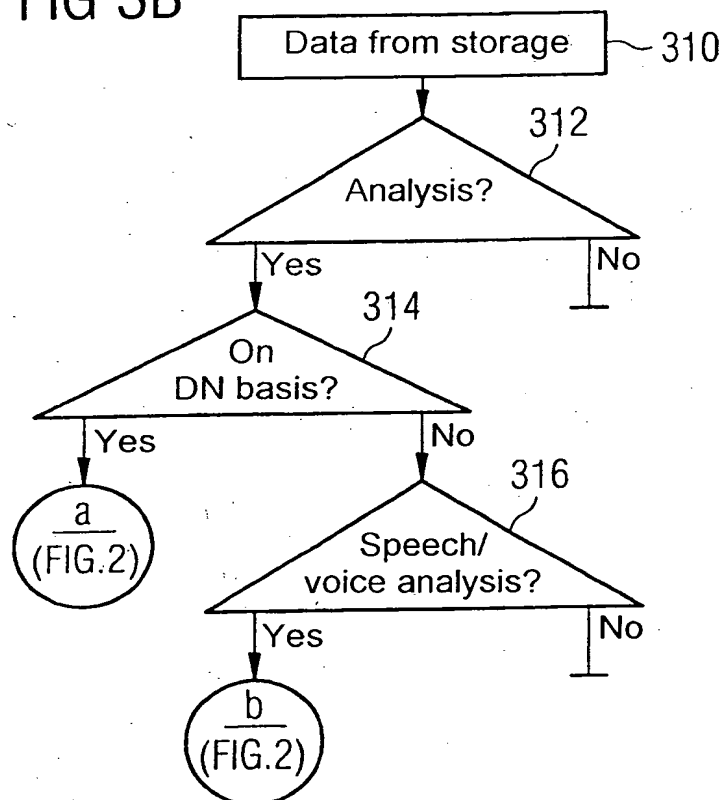 FIG 3B
Data from storage
310
312
Analysis?
Yes
No
314
On
DN basis?
Yes
No
a
(FIG.2)
316
Speech/
voice analysis?
Yes
No
b
(FIG.2)